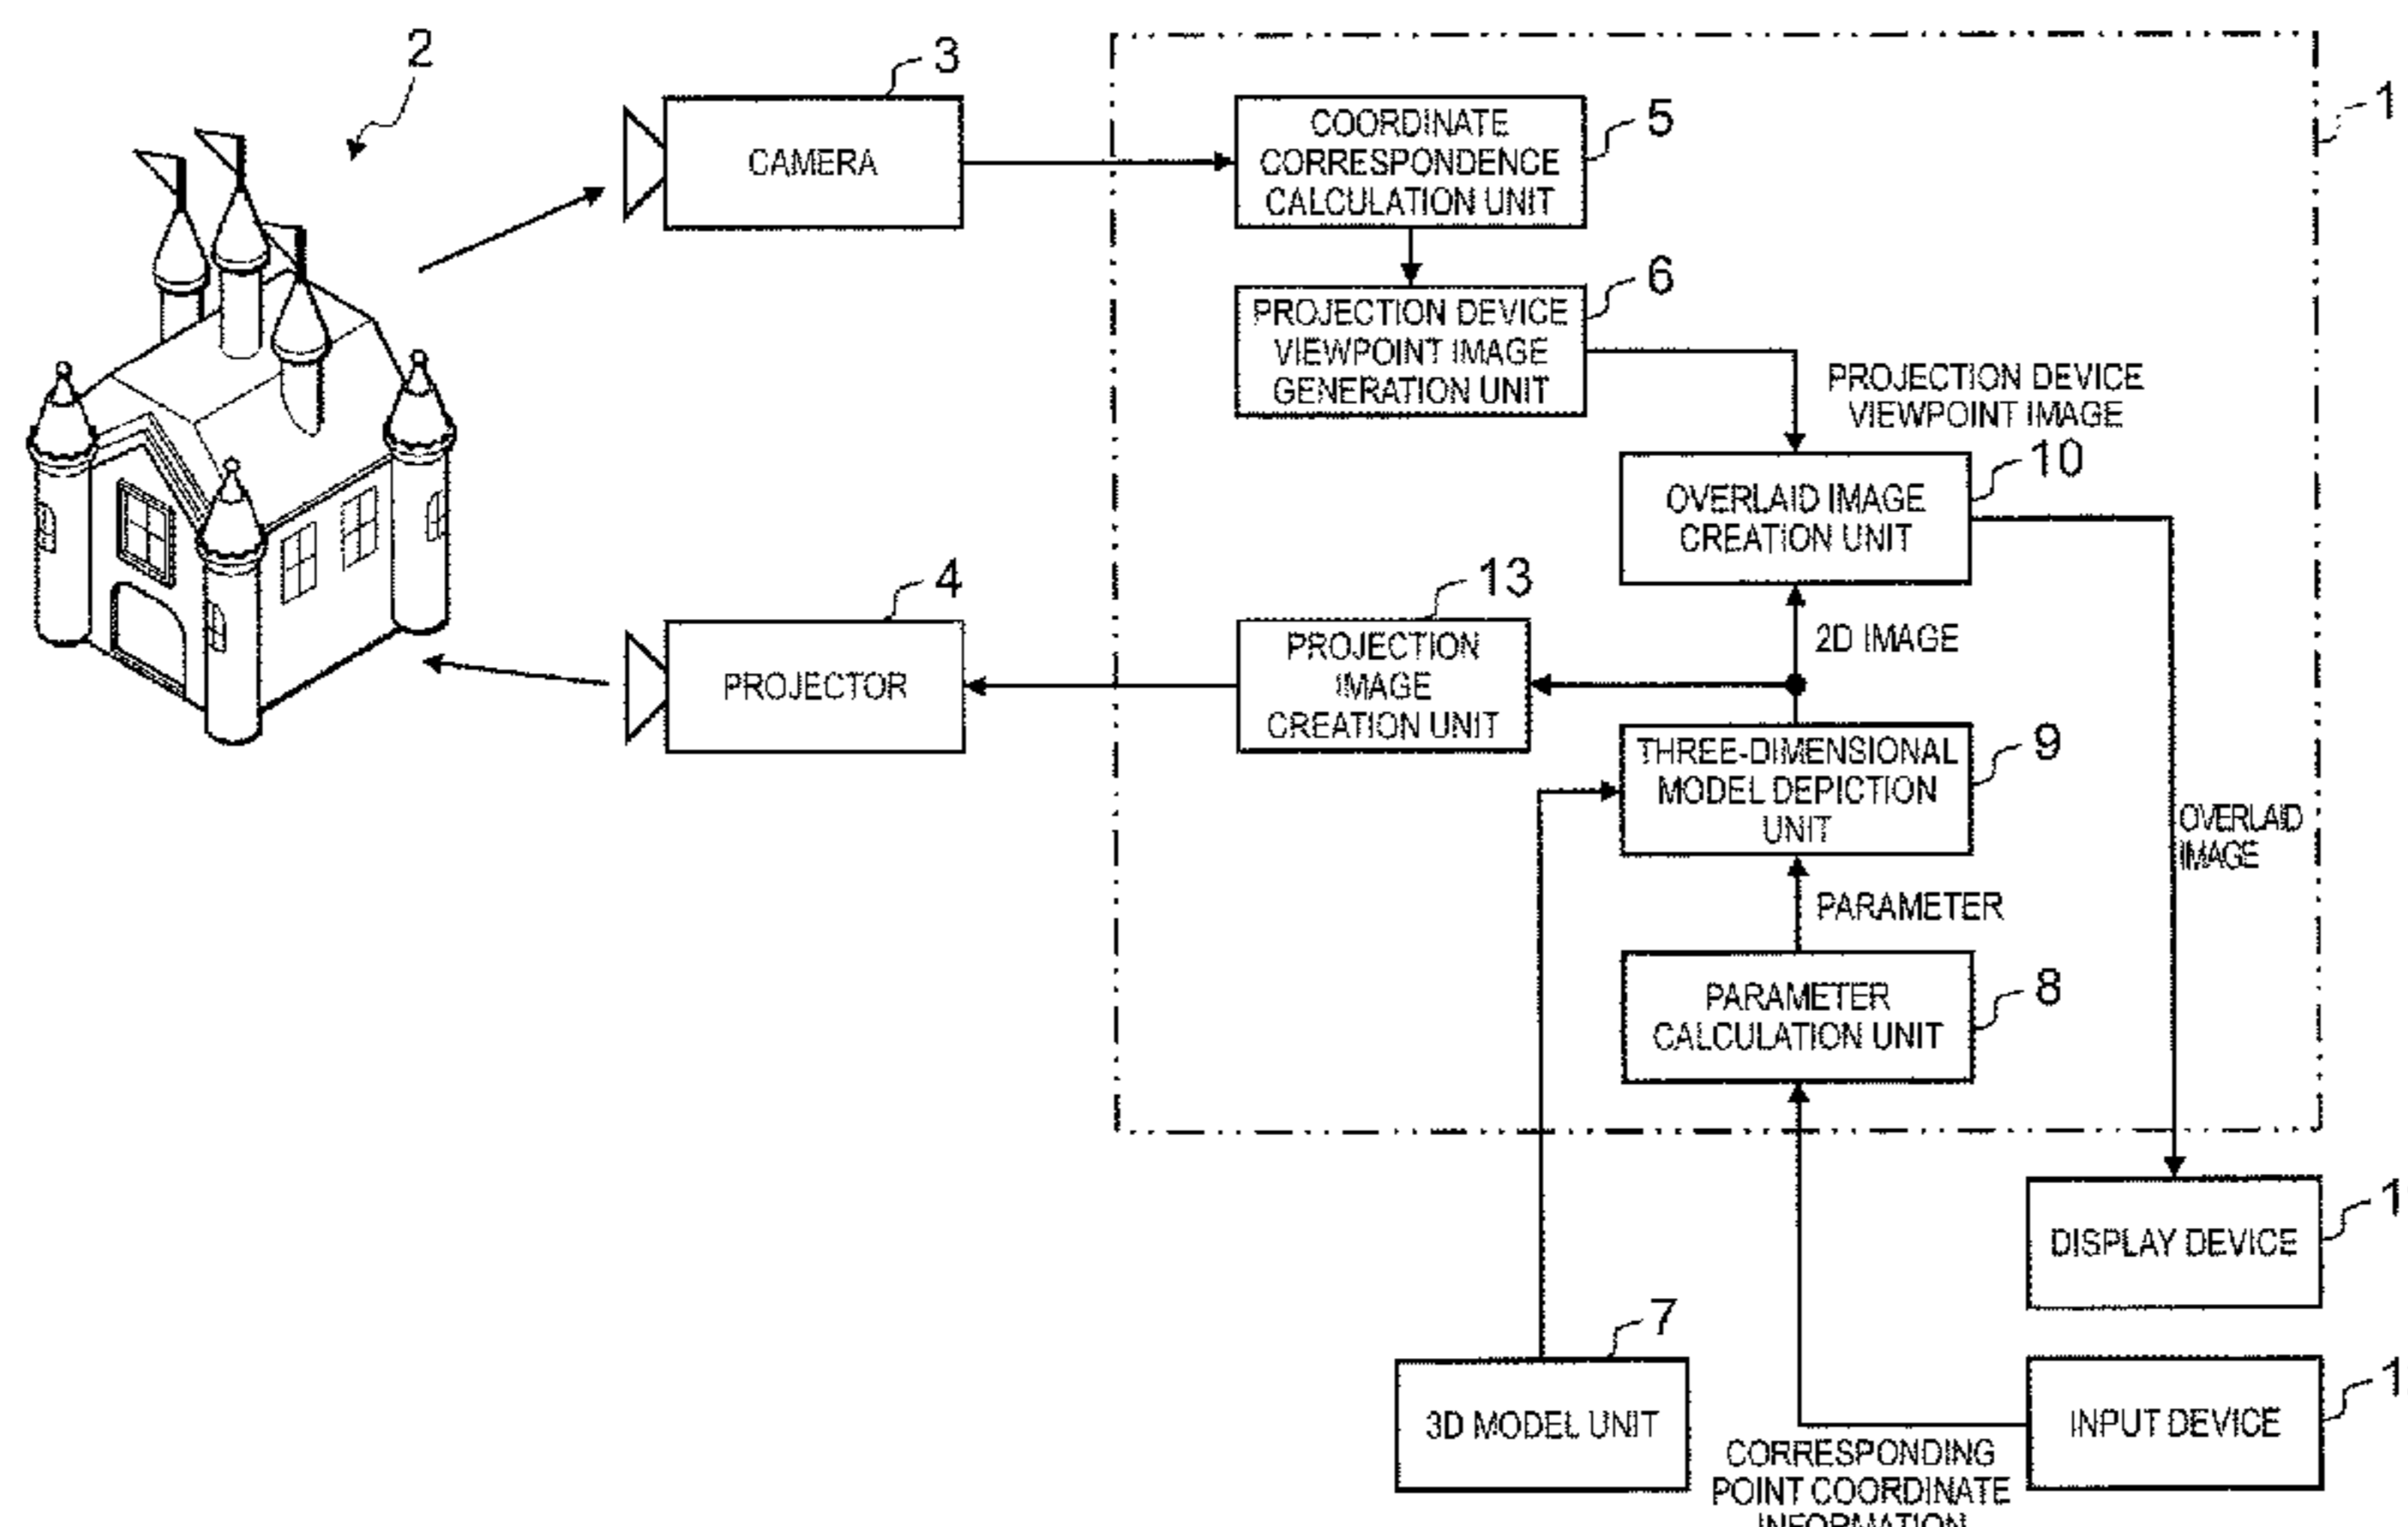 2
3
CAMERA
1
COORDINATE
CORRESPONDENCE
CALCULATION UNIT
5
PROJECTION DEVICE
VIEWPOINT IMAGE
GENERATION UNIT
6
PROJECTION DEVICE
VIEWPOINT IMAGE
OVERLAID IMAGE
CREATION UNIT
10
4
PROJECTOR
13
PROJECTION
IMAGE
CREATION UNIT
2D IMAGE
THREE-DIMENSIONAL
MODEL DEPICTION
UNIT
9
OVERLAID
IMAGE
PARAMETER
PARAMETER
CALCULATION UNIT
8
DISPLAY DEVICE
1
7
3D MODEL UNIT
INPUT DEVICE
1
CORRESPONDING
POINT COORDINATE
INFORMATION